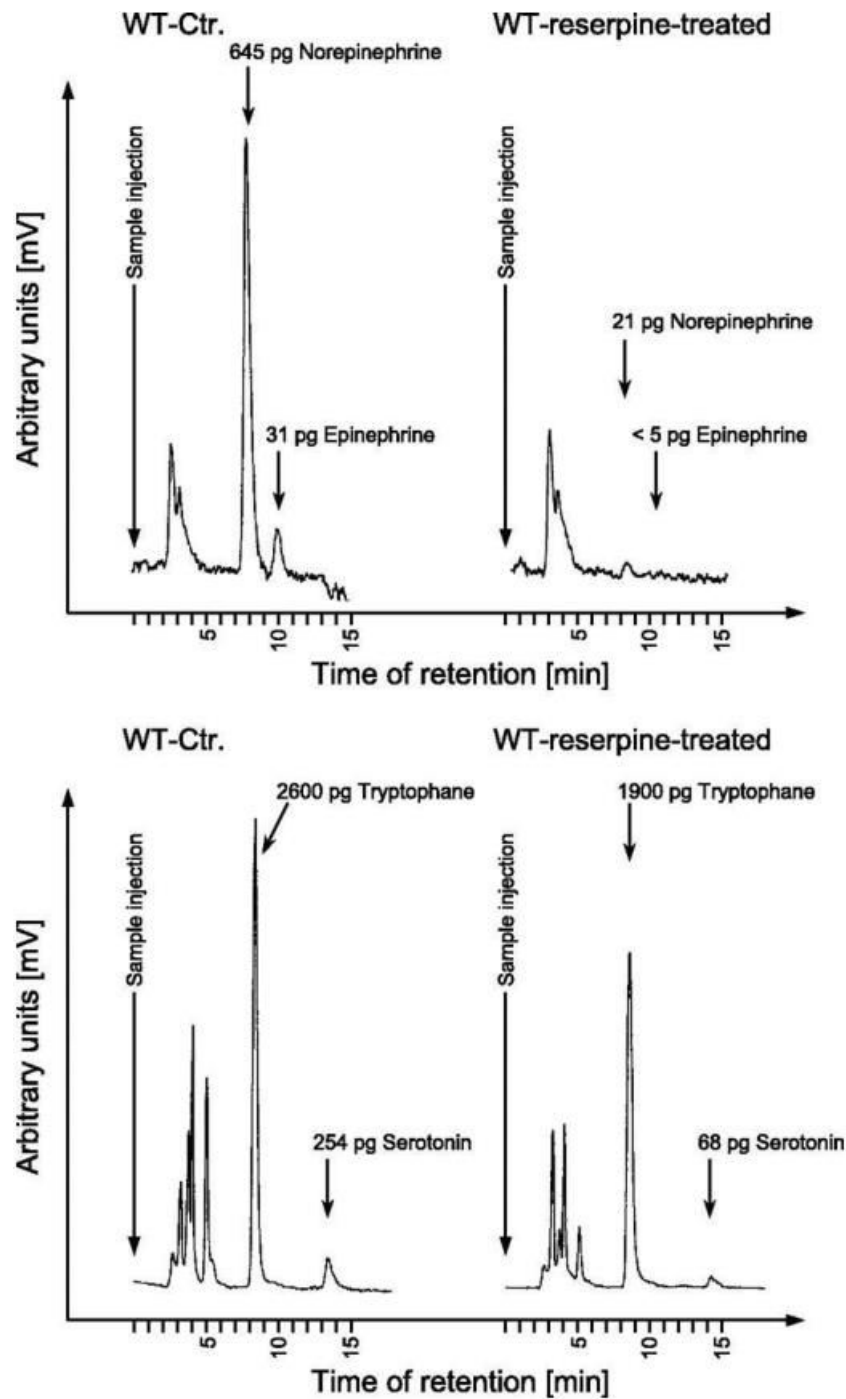 WT-Ctr.
WT-reserpine-treated
645 pg Norepinephrine
Sample injection
Sample injection
21 pg Norepinephrine
31 pg Epinephrine
< 5 pg Epinephrine
Arbitrary units [mV]
5
10
15
5
10
15
Time of retention [min]
WT-Ctr.
WT-reserpine-treated
2600 pg Tryptophane
1900 pg Tryptophane
Sample injection
Sample injection
254 pg Serotonin
68 pg Serotonin
Arbitrary units [mV]
5
10
15
5
10
15
Time of retention [min]